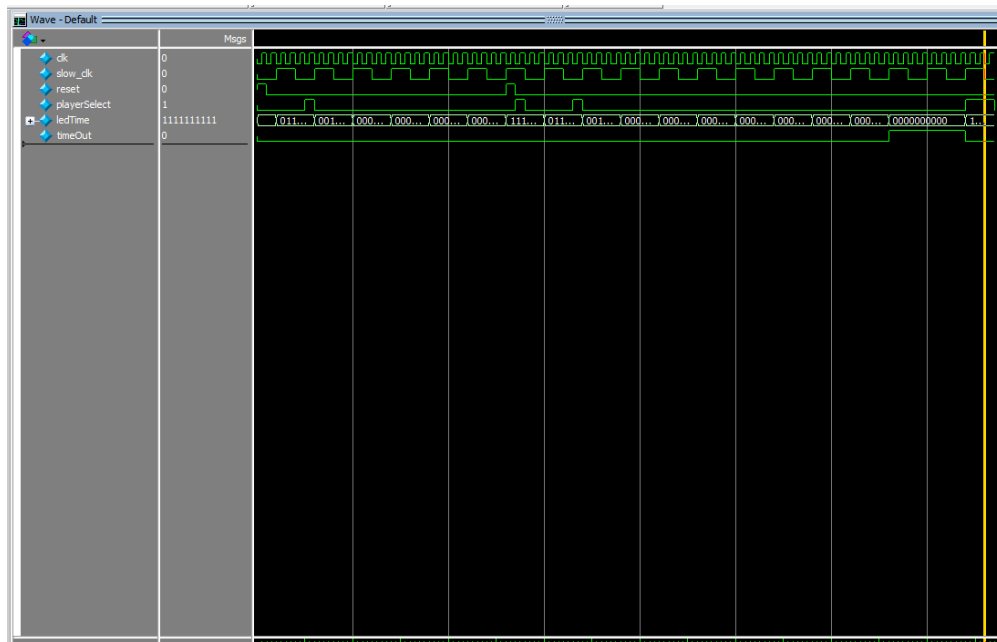 Wave - Default
Msgs
clk 0
slow_clk 0
reset 0
playerSelect 1
ledTime 1111111111 011... 001... 000... 000... 000... 000... 111... 011... 001... 000... 000... 000... 000... 000... 000... 000... 0000000000 1...
timeOut 0